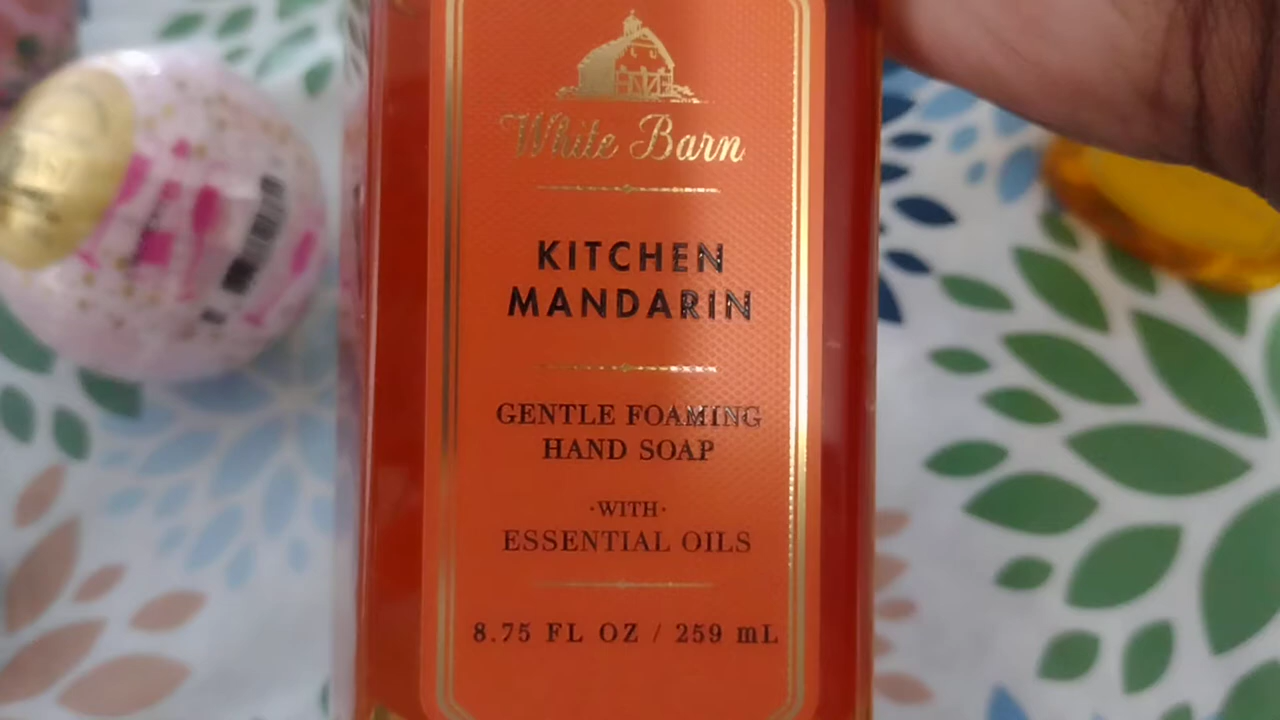 White Barn
KITCHEN
MANDARIN
GENTLE FOAMING
HAND SOAP
·WITH·
ESSENTIAL OILS
8.75 FL OZ / 259 mL